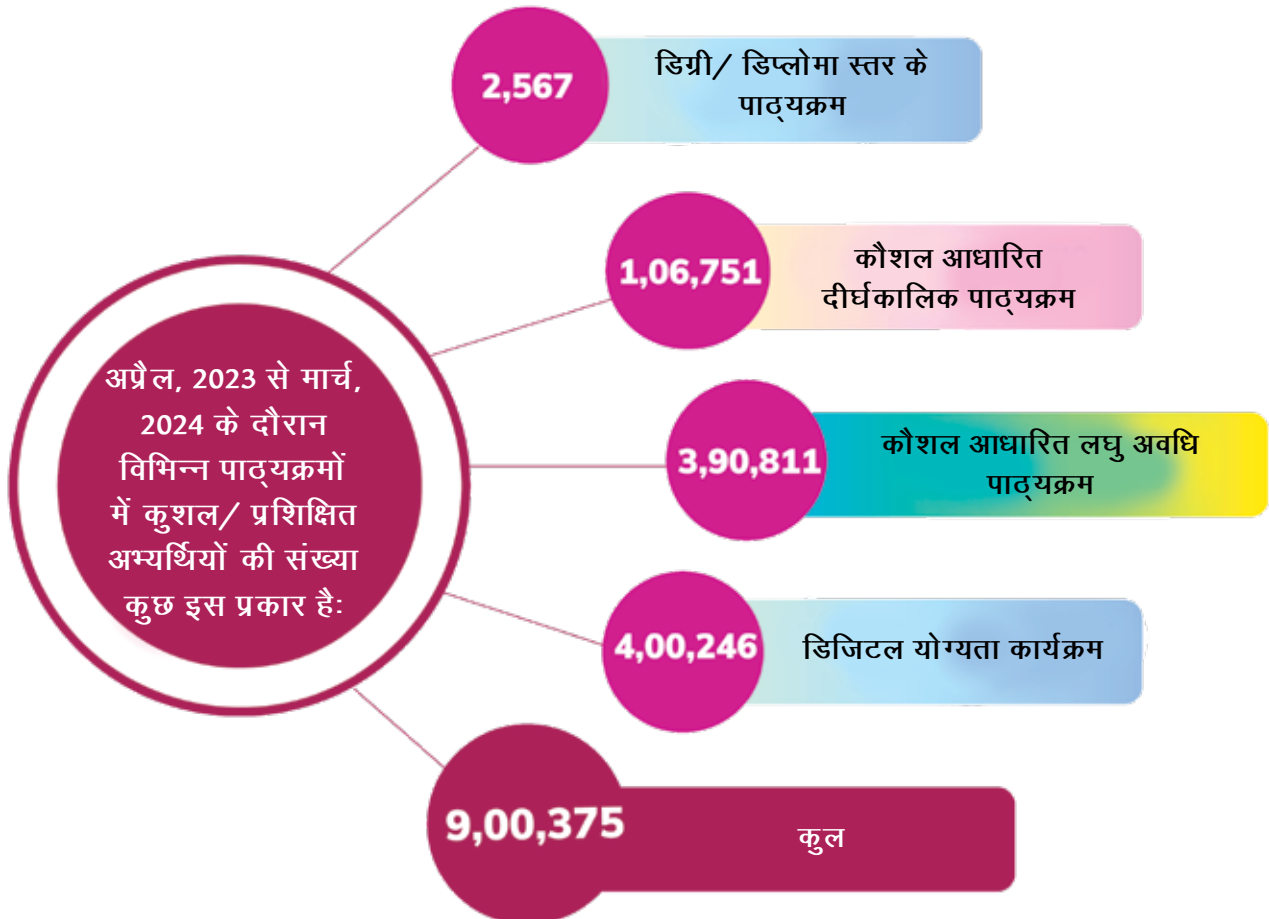 2,567
डिग्री/ डिप्लोमा स्तर के
पाठ्यक्रम
1,06,751
कौशल आधारित
दीर्घकालिक पाठ्यक्रम
अप्रैल, 2023 से मार्च,
2024 के दौरान
विभिन्न पाठ्यक्रमों
में कुशल/ प्रशिक्षित
अभ्यर्थियों की संख्या
कुछ इस प्रकार है:
3,90,811
कौशल आधारित लघु अवधि
पाठ्यक्रम
4,00,246
डिजिटल योग्यता कार्यक्रम
9,00,375
कुल